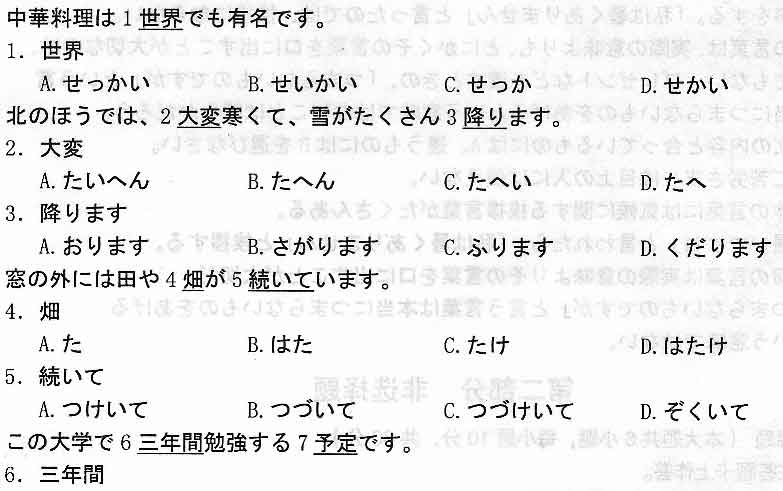 中華料理は 1 世界でも有名です。
1. 世界
A. せっかい B. せいかい C. せっか D. せかい
北のほうでは、2 大変寒くて、雪がたくさん 3 降ります。
2. 大変
A. たいへん B. たへん C. たへい D. たへ
3. 降ります
A. おります B. さがります C. ふります D. くだります
窓の外には田や 4 畑が 5 続いています。
4. 畑
A. た B. はた C. たけ D. はたけ
5. 続いて
A. つけいて B. つづいて C. つづけいて D. ぞくいて
この大学で 6 三年間勉強する 7 予定です。
6. 三年間